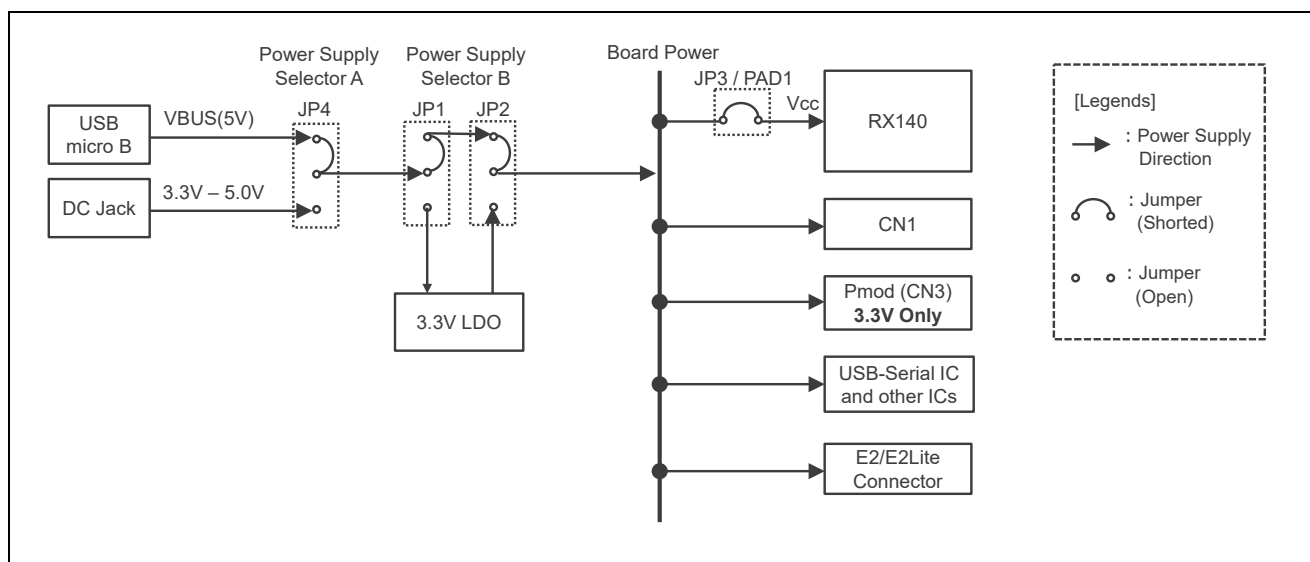 Power Supply
Selector A
Power Supply
Selector B
Board Power
JP4
JP1
JP2
JP3 / PAD1
USB
micro B
VBUS(5V)
DC Jack
3.3V – 5.0V
3.3V LDO
Vcc
RX140
CN1
Pmod (CN3)
3.3V Only
USB-Serial IC
and other ICs
E2/E2Lite
Connector
[Legends]
: Power Supply
Direction
: Jumper
(Shorted)
: Jumper
(Open)